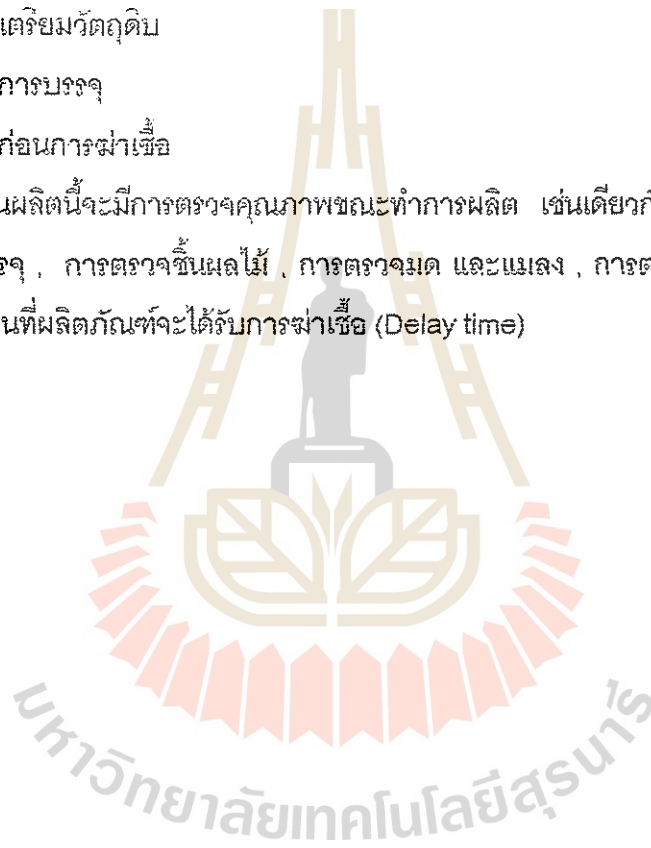 เตรียมวัตถุดิบ
การบรรจุ
ก่อนการฆ่าเชื้อ
นผลิตนี้จะมีการตรวจคุณภาพขณะทำการผลิต เช่นเดียวกั
รจุ , การตรวจชิ้นผลไม้ , การตรวจมด และแมลง , การต
นที่ผลิตภัณฑ์จะได้รับการฆ่าเชื้อ (Delay time)
มหาวิทยาลัยเทคโนโลยีสุรนารี